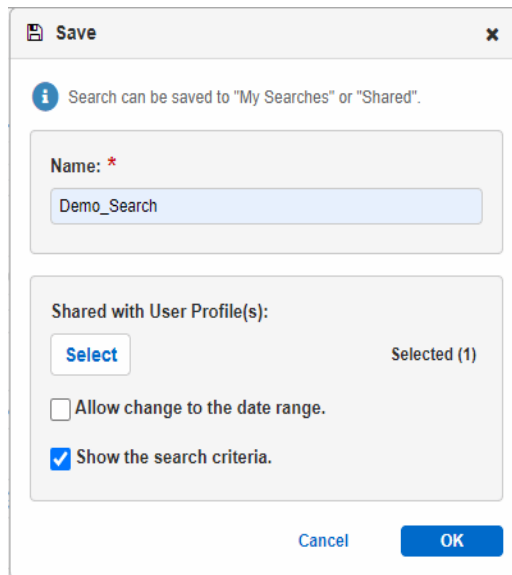 Save
Search can be saved to "My Searches" or "Shared".
Name: *
Demo_Search
Shared with User Profile(s):
Select Selected (1)
Allow change to the date range.
Show the search criteria.
Cancel OK